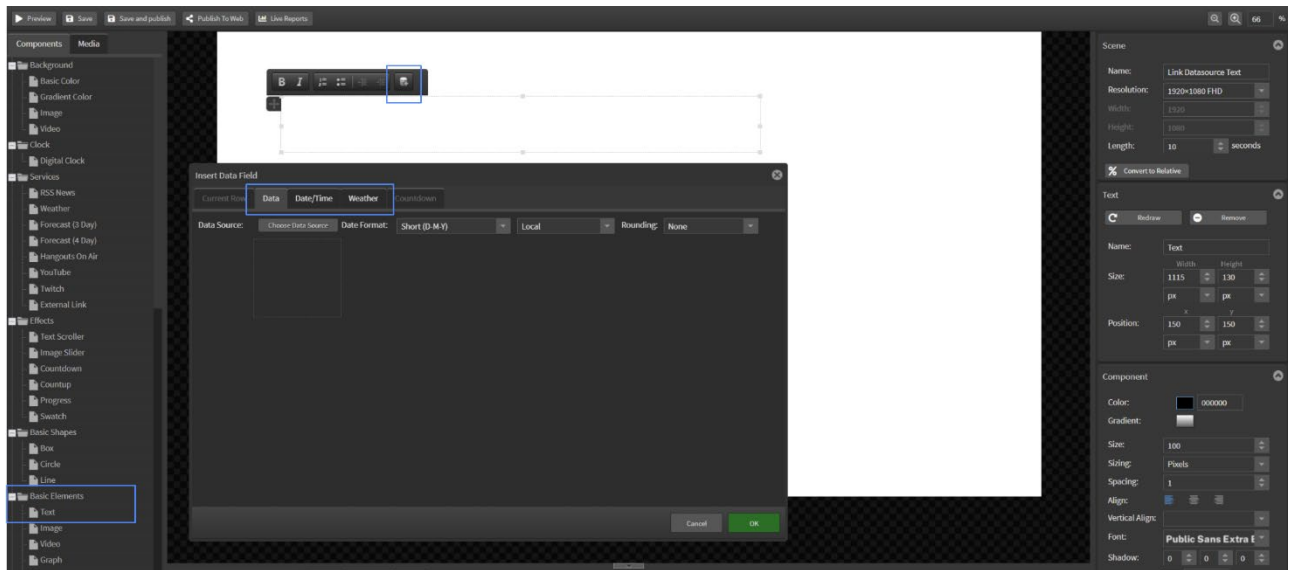 Preview Save Save and publish Publish To Web Live Reports 66 %
Components Media
Background
Basic Color
Gradient Color
Image
Video
Clock
Digital Clock
Services
RSS News
Weather
Forecast (3 Day)
Forecast (4 Day)
Hangouts On Air
YouTube
Twitch
External Link
Effects
Text Scroller
Image Slider
Countdown
Countup
Progress
Swatch
Basic Shapes
Box
Circle
Line
Basic Elements
Text
Image
Video
Graph
B I
Insert Data Field
Current Row Data Date/Time Weather Countdown
Data Source: Choose Data Source Date Format: Short (D-M-Y) Local Rounding: None
Cancel OK
Scene
Name: Link Datasource Text
Resolution: 1920×1080 FHD
Width: 1920
Height: 1080
Length: 10 seconds
Convert to Relative
Text
Redraw Remove
Name: Text
Width Height
Size: 1115 130
px px
x y
Position: 150 150
px px
Component
Color: 000000
Gradient:
Size: 100
Sizing: Pixels
Spacing: 1
Align:
Vertical Align:
Font: Public Sans Extra
Shadow: 0 0 0